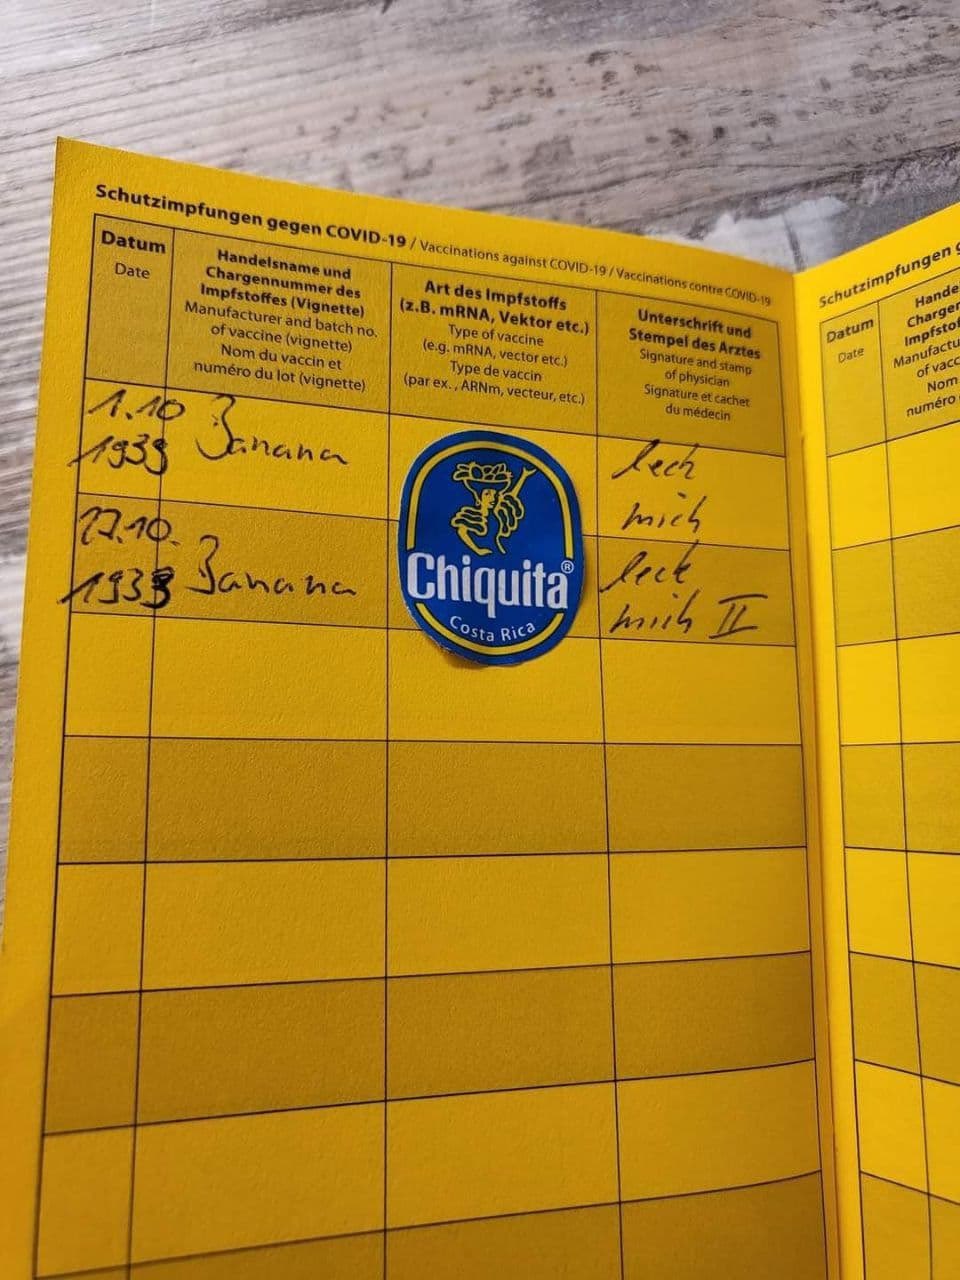 Schutzimpfungen gegen COVID-19 / Vaccinations against COVID-19 / Vaccinations contre COVID-19
Datum
Date
Handelsname und
Chargennummer des
Impfstoffes (Vignette)
Manufacturer and batch no.
of vaccine (vignette)
Nom du vaccin et
numéro du lot (vignette)
Art des Impfstoffs
(z.B. mRNA, Vektor etc.)
Type of vaccine
(e.g. mRNA, vector etc.)
Type de vaccin
(par ex., ARNm, vecteur, etc.)
Unterschrift und
Stempel des Arztes
Signature and stamp
of physician
Signature et cachet
du médecin
1.10
1939
Banana
leck
mich
17.10.
Banana
leck
mich II
Chiquita®
Costa Rica
Schutzimpfungen
Datum
Date